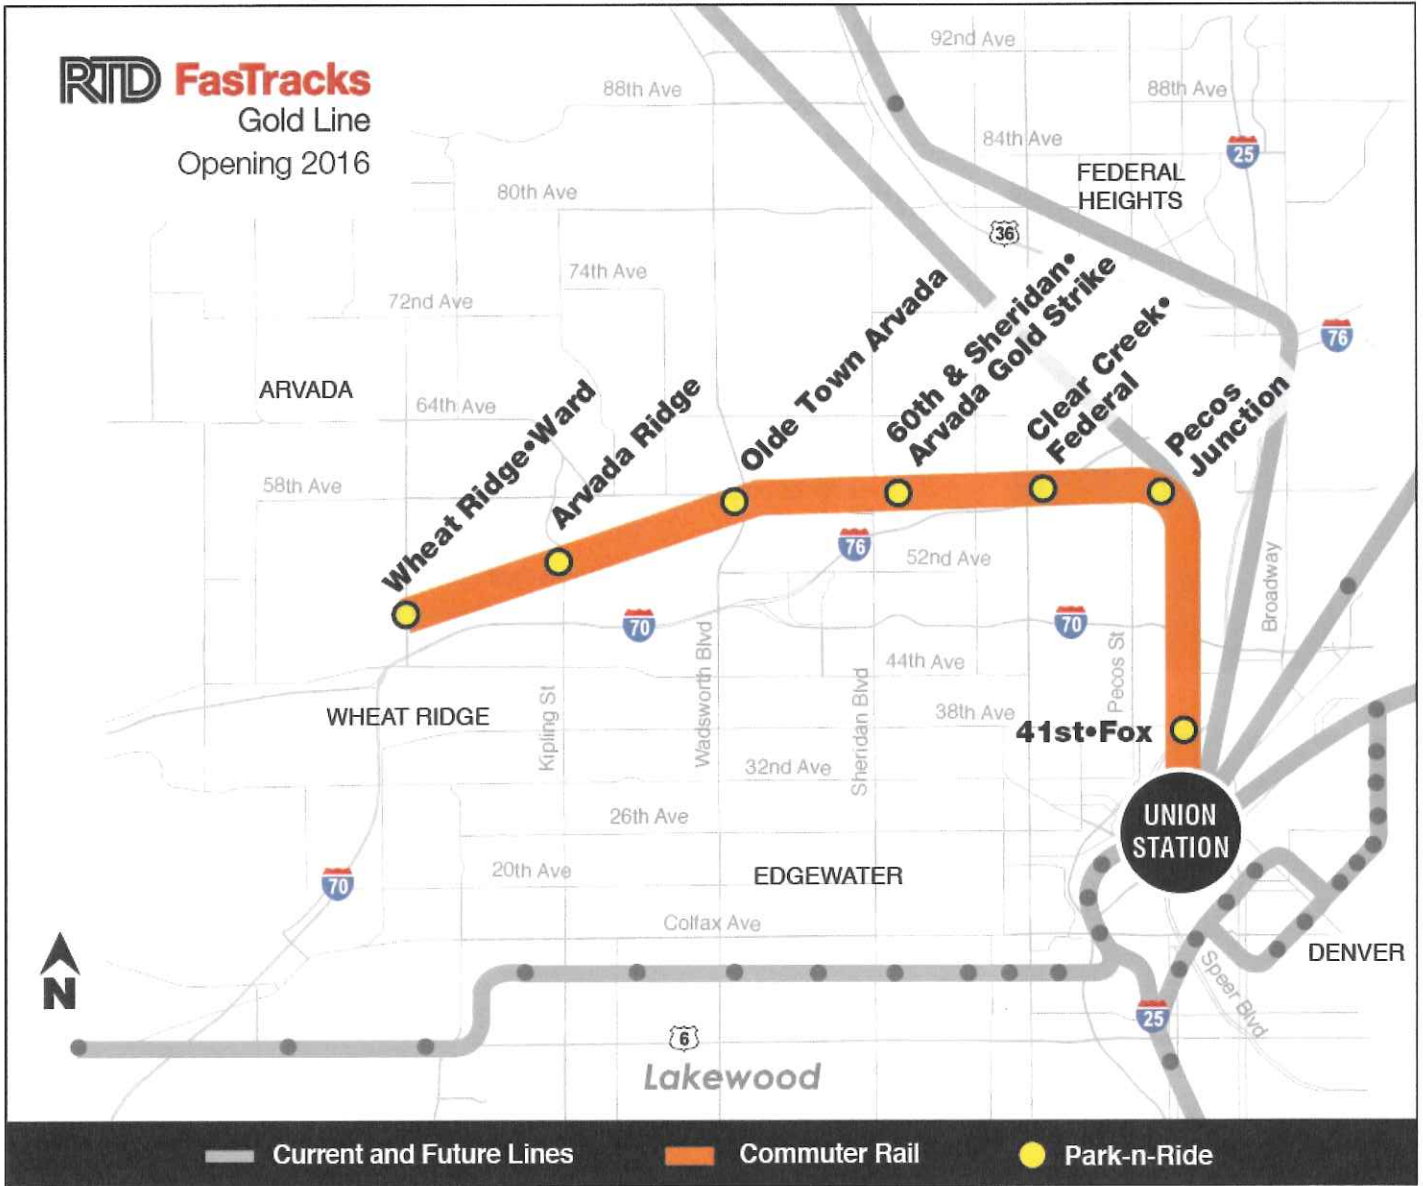 RTD FasTracks
Gold Line
Opening 2016
92nd Ave
88th Ave
88th Ave
84th Ave
25
FEDERAL
HEIGHTS
80th Ave
36
74th Ave
72nd Ave
76
ARVADA
64th Ave
58th Ave
Wheat Ridge•Ward
Arvada Ridge
Olde Town Arvada
60th & Sheridan•
Arvada Gold Strike
Clear Creek•
Federal
Pecos
Junction
76
52nd Ave
Broadway
70
70
Wadsworth Blvd
44th Ave
Pecos St
Kipling St
Sheridan Blvd
WHEAT RIDGE
38th Ave
41st•Fox
32nd Ave
UNION
STATION
26th Ave
20th Ave
EDGEWATER
70
Colfax Ave
DENVER
Speer Blvd
N
25
6
Lakewood
Current and Future Lines
Commuter Rail
Park-n-Ride